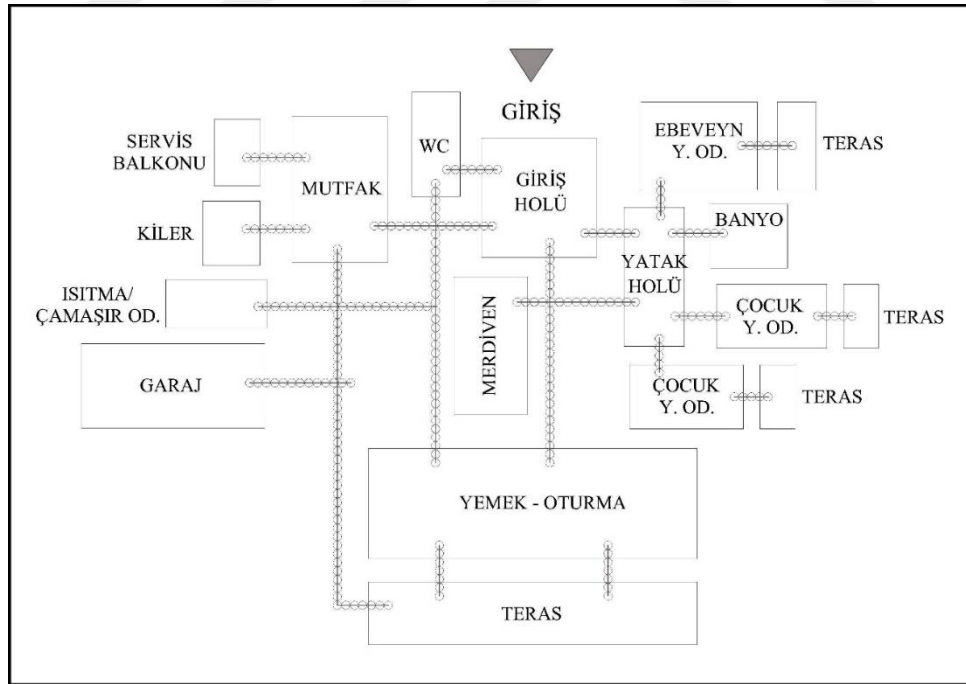 GİRİŞ
SERVİS
BALKONU
MUTFAK
WC
GİRİŞ
HOLÜ
EBEVEYN
Y. OD.
TERAS
KİLER
BANYO
YATAK
HOLÜ
ISITMA/
ÇAMAŞIR OD.
MERDİVEN
ÇOCUK
Y. OD.
TERAS
GARAJ
ÇOCUK
Y. OD.
TERAS
YEMEK - OTURMA
TERAS